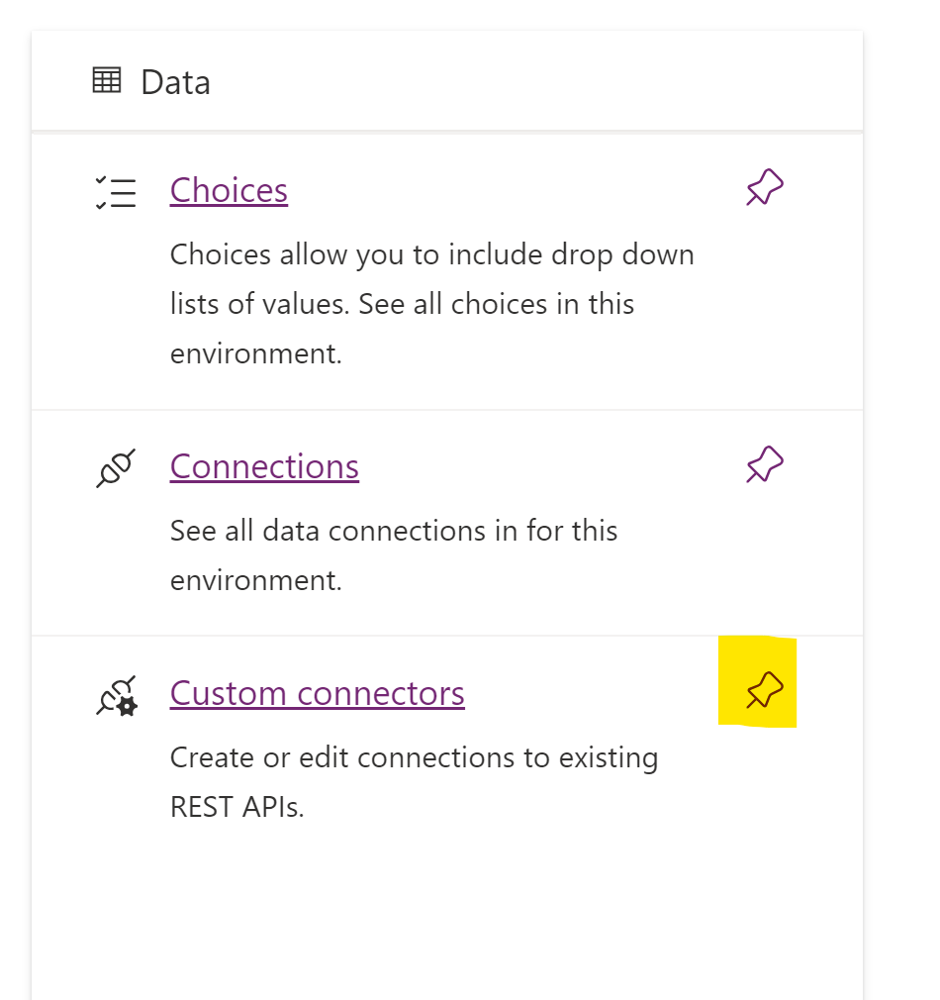 Data
Choices
Choices allow you to include drop down
lists of values. See all choices in this
environment.
Connections
See all data connections in for this
environment.
Custom connectors
Create or edit connections to existing
REST APIs.